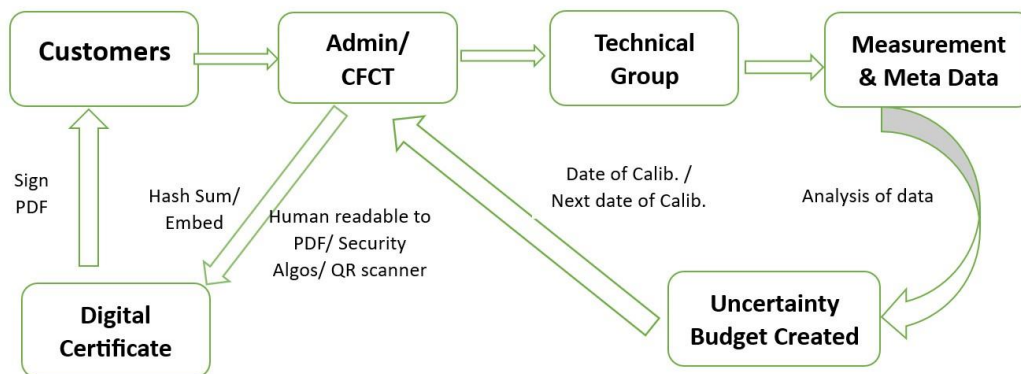 Customers
Admin/
CFCT
Technical
Group
Measurement
& Meta Data
Sign
PDF
Hash Sum/
Embed
Human readable to
PDF/ Security
Algos/ QR scanner
Date of Calib. /
Next date of Calib.
Analysis of data
Digital
Certificate
Uncertainty
Budget Created